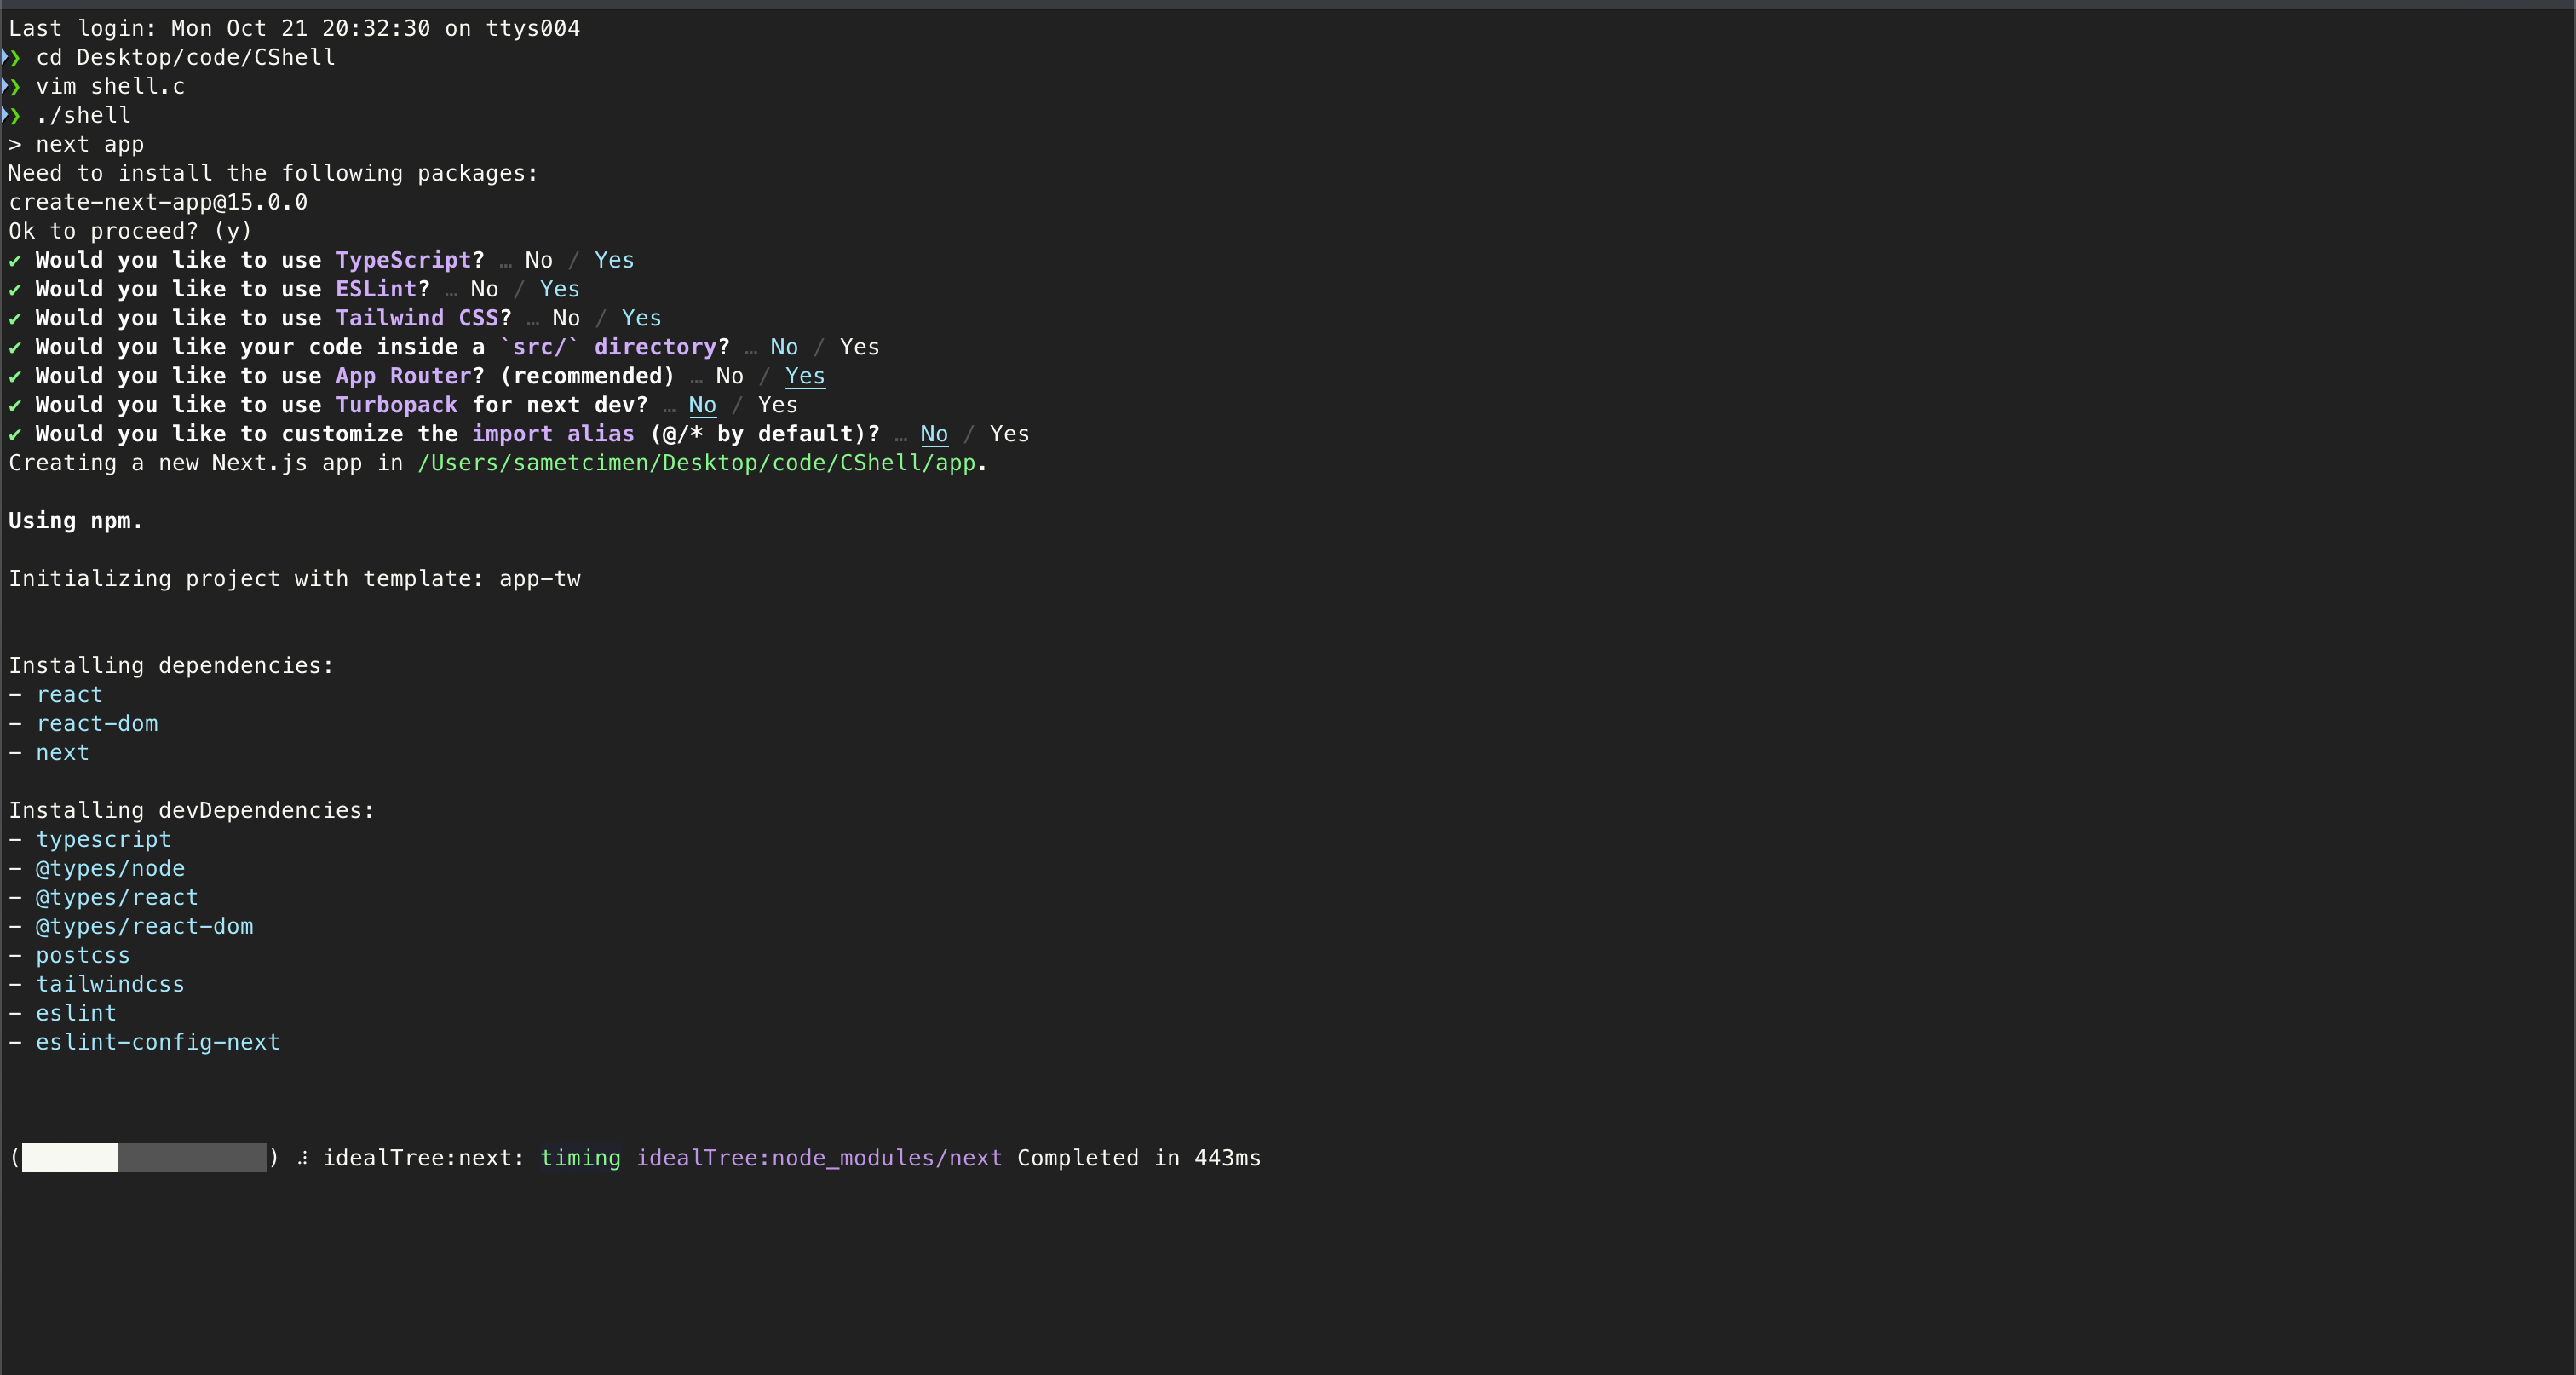 Last login: Mon Oct 21 20:32:30 on ttys004
❯ cd Desktop/code/CShell
❯ vim shell.c
❯ ./shell
> next app
Need to install the following packages:
create-next-app@15.0.0
Ok to proceed? (y)
✔ Would you like to use TypeScript? … No / Yes
✔ Would you like to use ESLint? … No / Yes
✔ Would you like to use Tailwind CSS? … No / Yes
✔ Would you like your code inside a `src/` directory? … No / Yes
✔ Would you like to use App Router? (recommended) … No / Yes
✔ Would you like to use Turbopack for next dev? … No / Yes
✔ Would you like to customize the import alias (@/* by default)? … No / Yes
Creating a new Next.js app in /Users/sametcimen/Desktop/code/CShell/app.
Using npm.
Initializing project with template: app-tw
Installing dependencies:
- react
- react-dom
- next
Installing devDependencies:
- typescript
- @types/node
- @types/react
- @types/react-dom
- postcss
- tailwindcss
- eslint
- eslint-config-next
( ) ⠼ idealTree:next: timing idealTree:node_modules/next Completed in 443ms